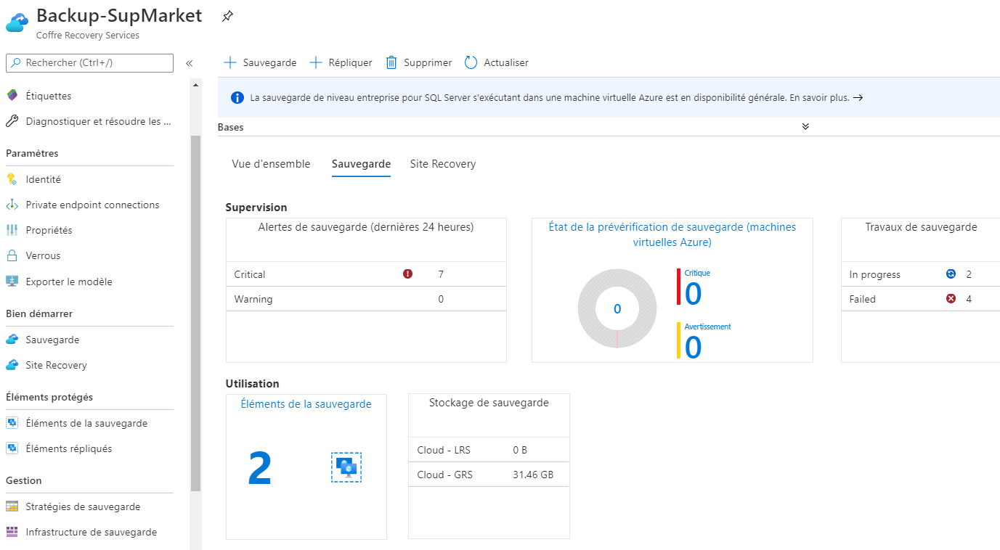 Backup-SupMarket
Coffre Recovery Services
Rechercher (Ctrl+/)
«
Étiquettes
Diagnostiquer et résoudre les ...
Paramètres
Identité
Private endpoint connections
Propriétés
Verrous
Exporter le modèle
Bien démarrer
Sauvegarde
Site Recovery
Éléments protégés
Éléments de la sauvegarde
Éléments répliqués
Gestion
Stratégies de sauvegarde
Infrastructure de sauvegarde
Sauvegarde
Répliquer
Supprimer
Actualiser
La sauvegarde de niveau entreprise pour SQL Server s'exécutant dans une machine virtuelle Azure est en disponibilité générale. En savoir plus. →
Bases
Vue d'ensemble
Sauvegarde
Site Recovery
Supervision
Alertes de sauvegarde (dernières 24 heures)
Critical 7
Warning 0
État de la prévérification de sauvegarde (machines
virtuelles Azure)
0
Critique
0
Avertissement
0
Travaux de sauvegarde
In progress 2
Failed 4
Utilisation
Éléments de la sauvegarde
2
Stockage de sauvegarde
Cloud - LRS 0 B
Cloud - GRS 31.46 GB